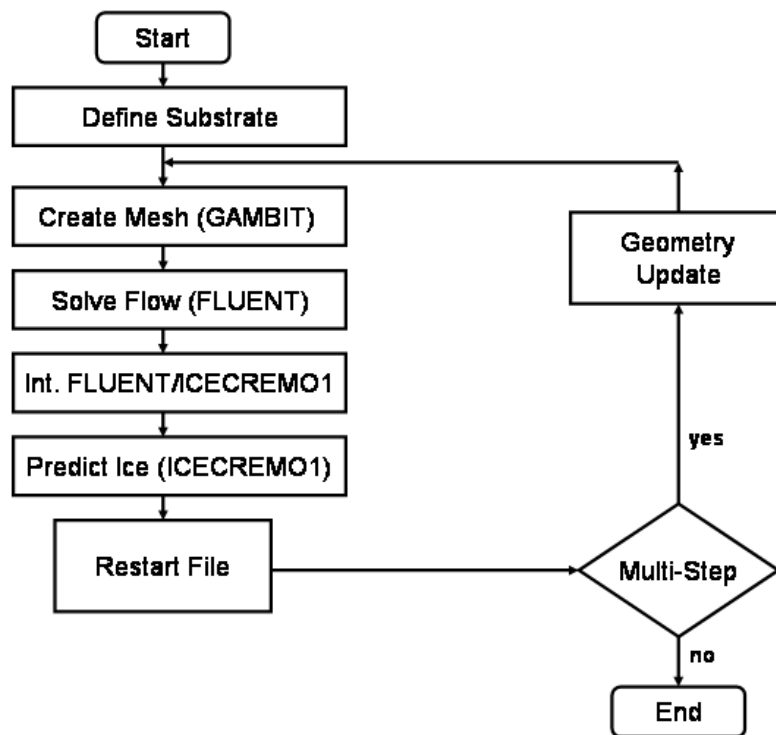 Start
Define Substrate
Create Mesh (GAMBIT)
Solve Flow (FLUENT)
Int. FLUENT/ICECREMO1
Predict Ice (ICECREMO1)
Restart File
Multi-Step
yes
Geometry
Update
no
End